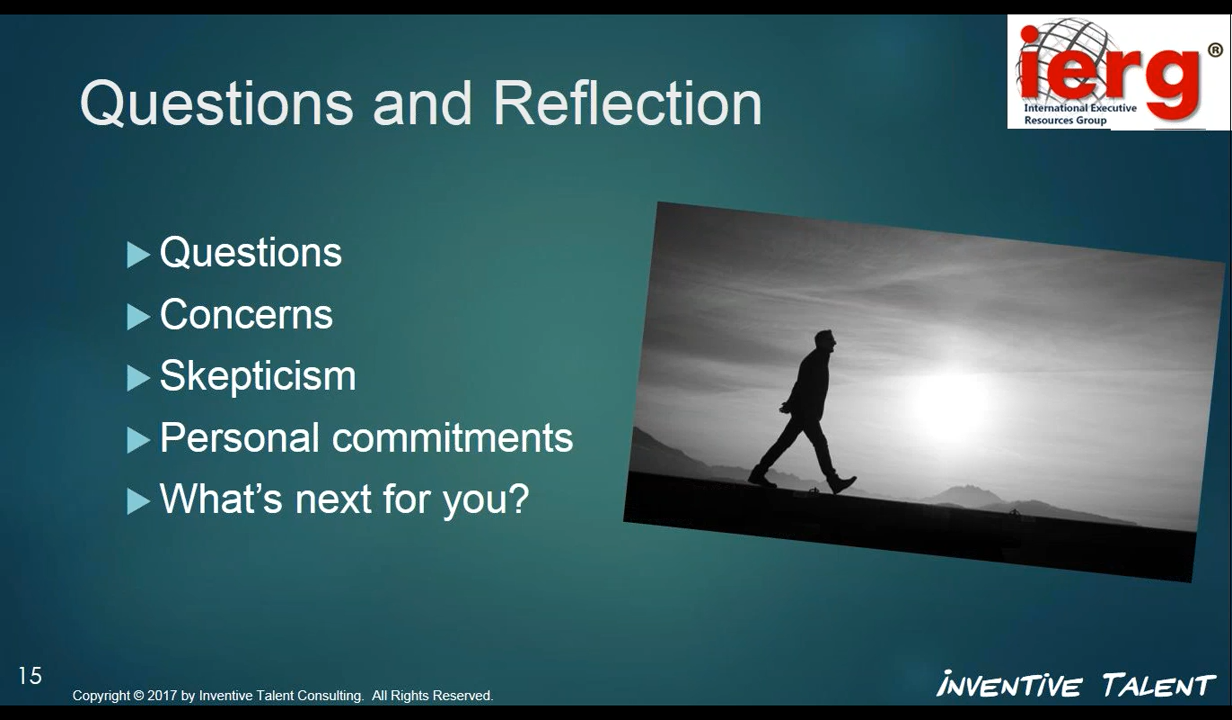 ierg®
International Executive
Resources Group
Questions and Reflection
Questions
Concerns
Skepticism
Personal commitments
What's next for you?
15
Copyright © 2017 by Inventive Talent Consulting. All Rights Reserved.
INVENTIVE TALENT